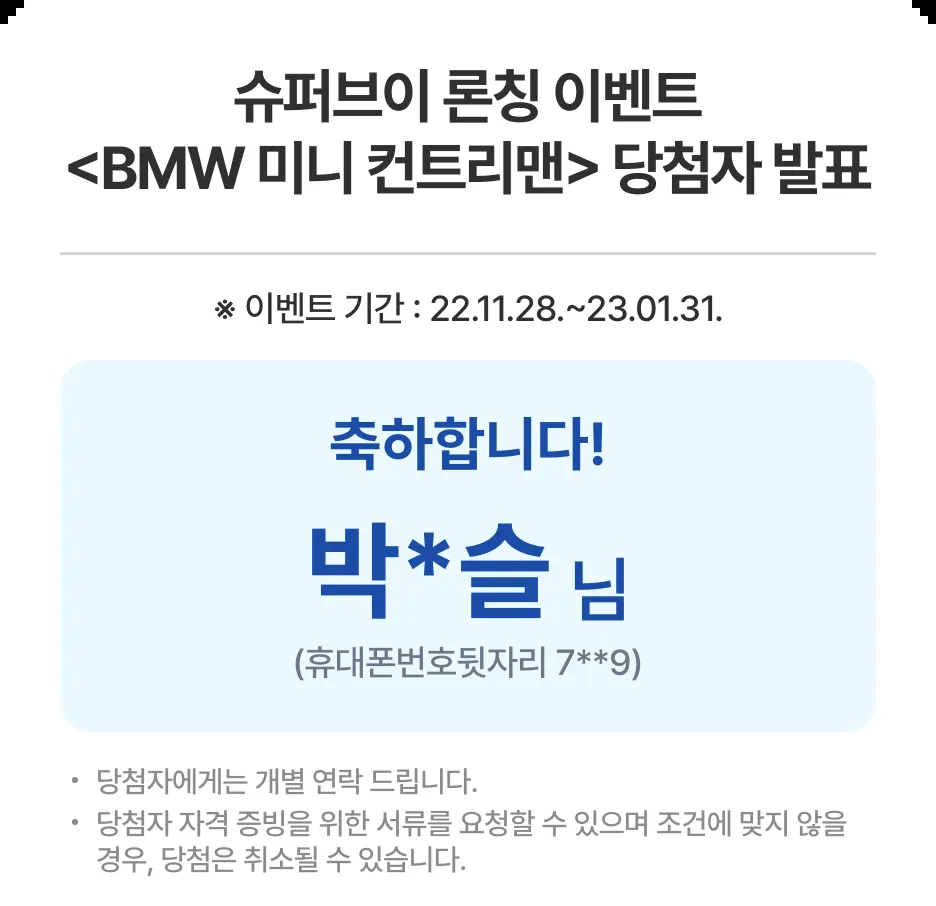 슈퍼브이 론칭 이벤트
<BMW 미니 컨트리맨> 당첨자 발표
※ 이벤트 기간 : 22.11.28.~23.01.31.
축하합니다!
박*슬 님
(휴대폰번호뒷자리 7**9)
• 당첨자에게는 개별 연락 드립니다.
• 당첨자 자격 증빙을 위한 서류를 요청할 수 있으며 조건에 맞지 않을
경우, 당첨은 취소될 수 있습니다.